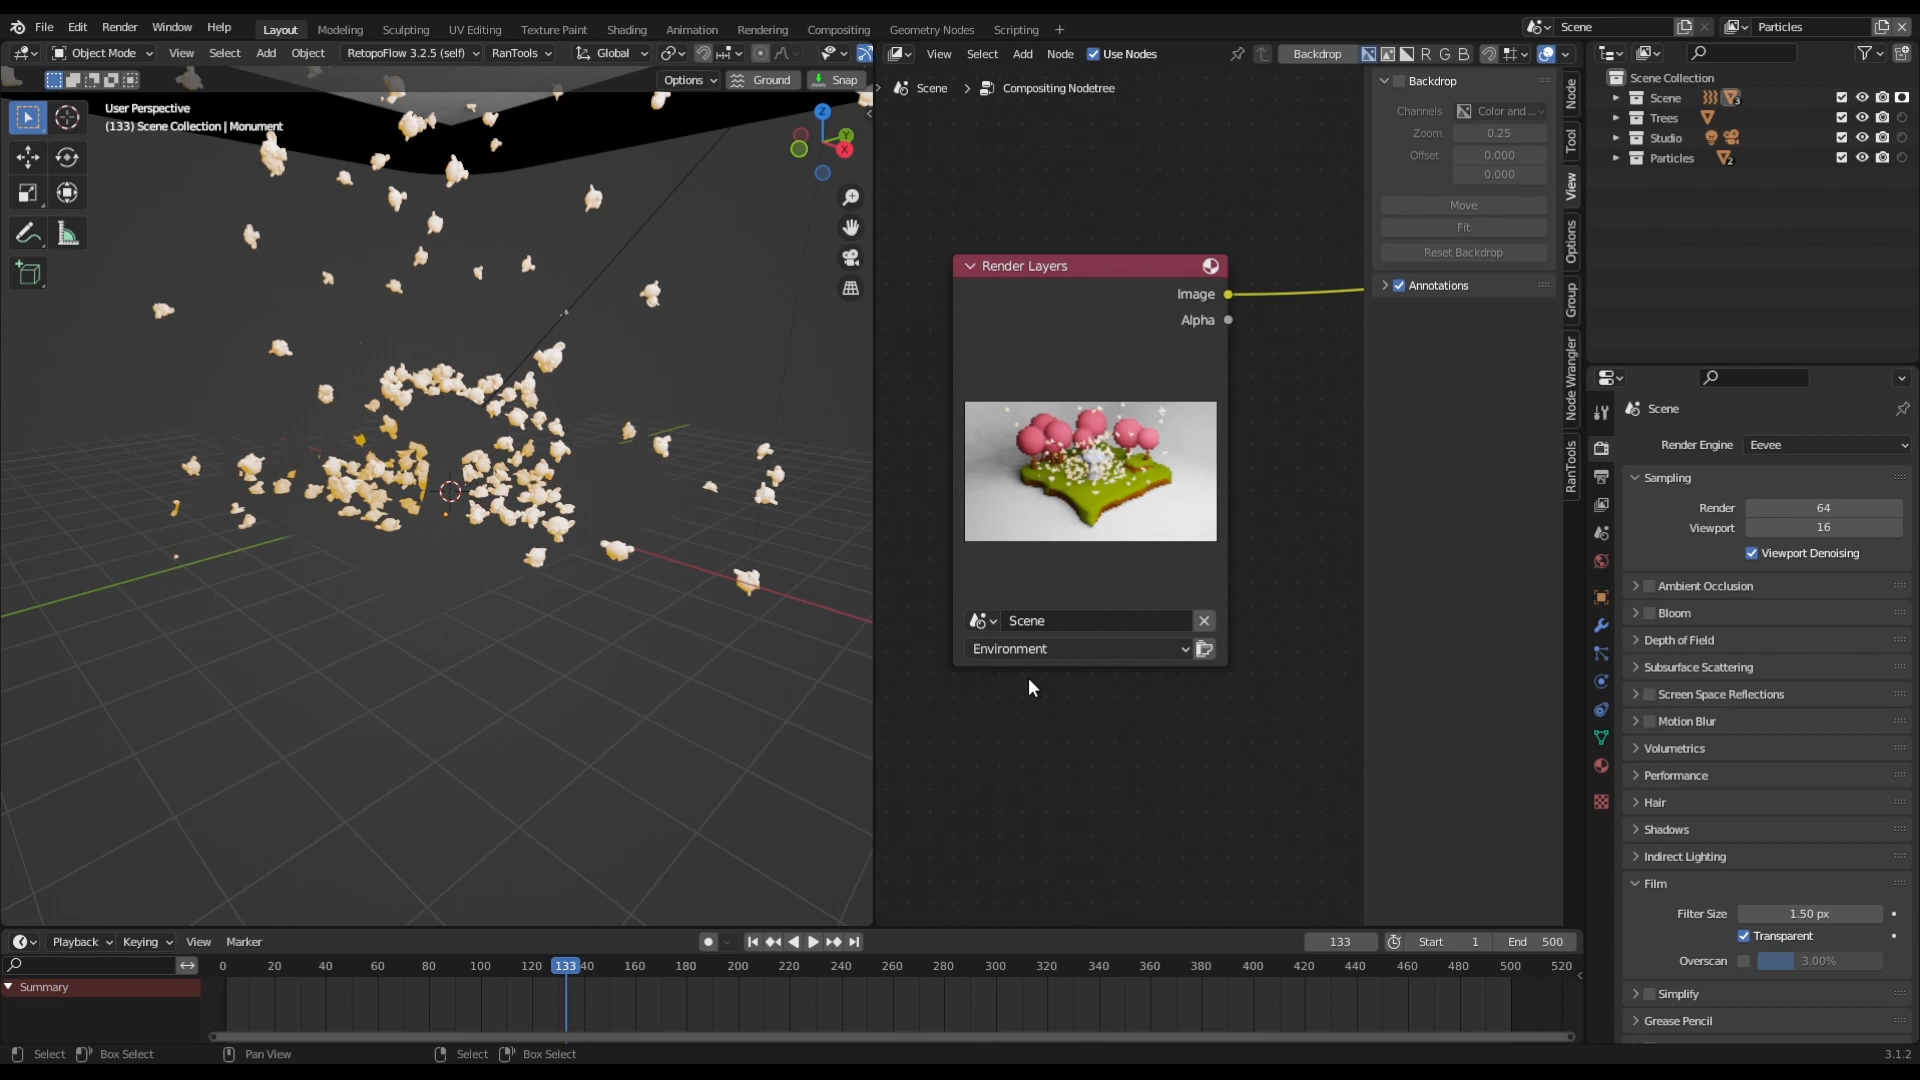 File Edit Render Window Help Layout Modeling Sculpting UV Editing Texture Paint Shading Animation Rendering Compositing Geometry Nodes Scripting + Scene Particles
Object Mode View Select Add Object RetopoFlow 3.2.5 (self) RanTools Global
View Select Add Node Use Nodes Backdrop R G B
Options Ground Snap
User Perspective
(133) Scene Collection | Monument
Z
Y
X
Scene > Compositing Nodetree
Render Layers
Image
Alpha
Scene
Environment
Backdrop
Channels Color and ...
Zoom 0.25
Offset 0.000
0.000
Move
Fit
Reset Backdrop
Annotations
Node
Tool
View
Options
Group
Node Wrangler
RanTools
Scene Collection
Scene 3
Trees
Studio
Particles 2
Scene
Render Engine Eevee
Sampling
Render 64
Viewport 16
Viewport Denoising
Ambient Occlusion
Bloom
Depth of Field
Subsurface Scattering
Screen Space Reflections
Motion Blur
Volumetrics
Performance
Hair
Shadows
Indirect Lighting
Film
Filter Size 1.50 px
Transparent
Overscan 3.00%
Simplify
Grease Pencil
Playback Keying View Marker 133 Start 1 End 500
0 20 40 60 80 100 120 133 40 160 180 200 220 240 260 280 300 320 340 360 380 400 420 440 460 480 500 520
Summary
Select Box Select Pan View Select Box Select 3.1.2